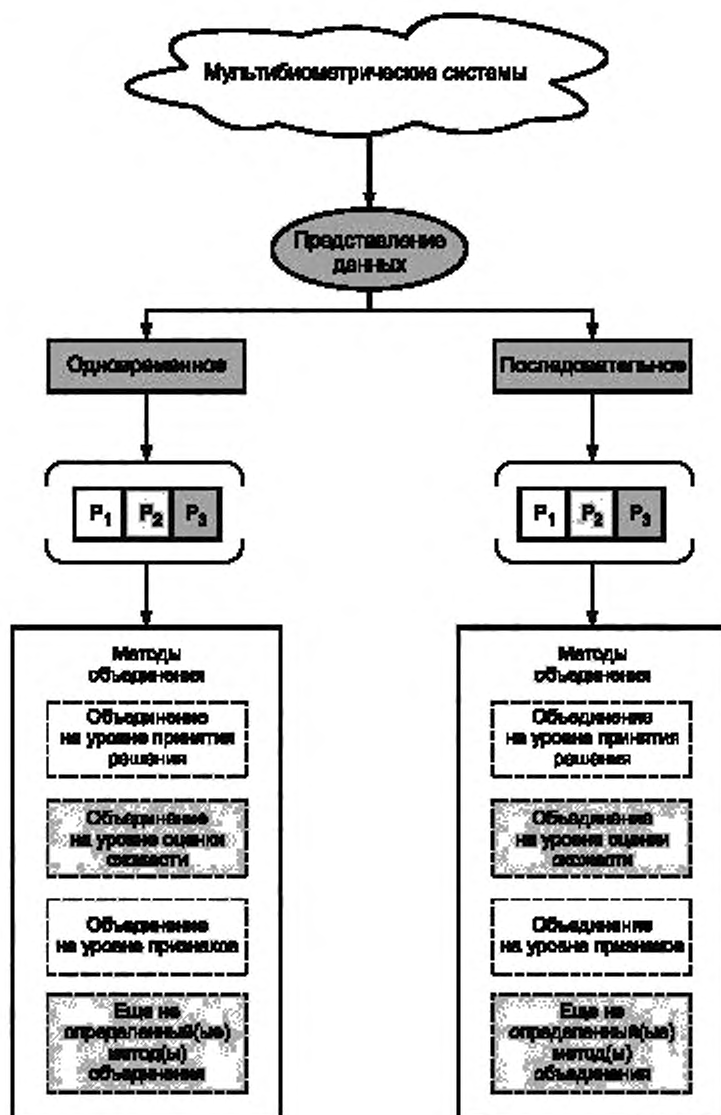 Мультибиометрические системы
Представление
данных
Одновременное
Последовательное
P1 P2 P3
P1 P2 P3
Методы
объединения
Объединение
на уровне принятия
решения
Объединение
на уровне оценки
схожести
Объединение
на уровне признаков
Еще не
определенный(ые)
метод(ы)
объединения
Методы
объединения
Объединение
на уровне принятия
решения
Объединение
на уровне оценки
схожести
Объединение
на уровне признаков
Еще не
определенный(ые)
метод(ы)
объединения